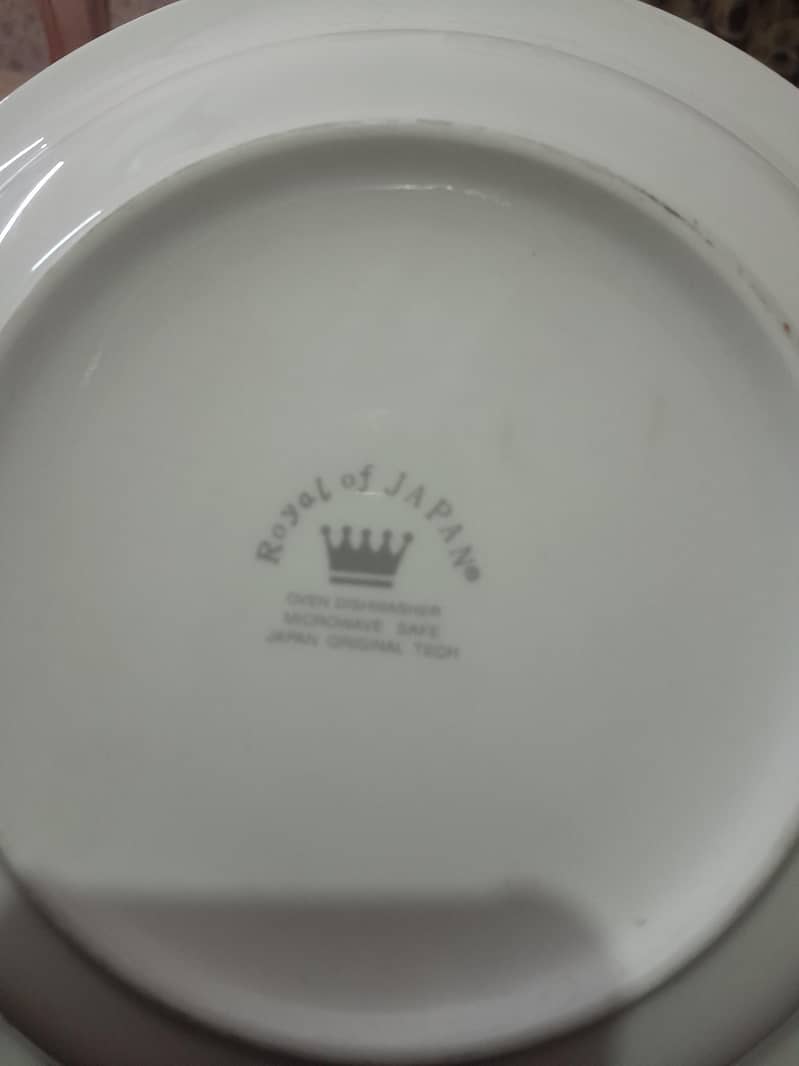 Royal of JAPAN®
OVEN DISHWASHER
MICROWAVE SAFE
JAPAN ORIGINAL TECH